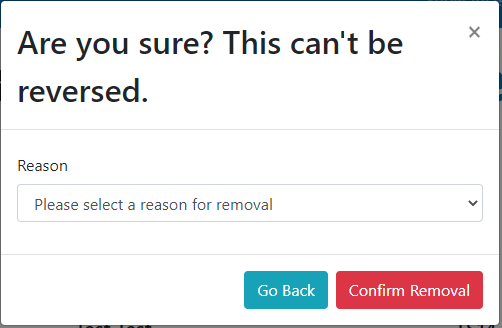 Are you sure? This can't be
reversed.
×
Reason
Please select a reason for removal
Go Back
Confirm Removal